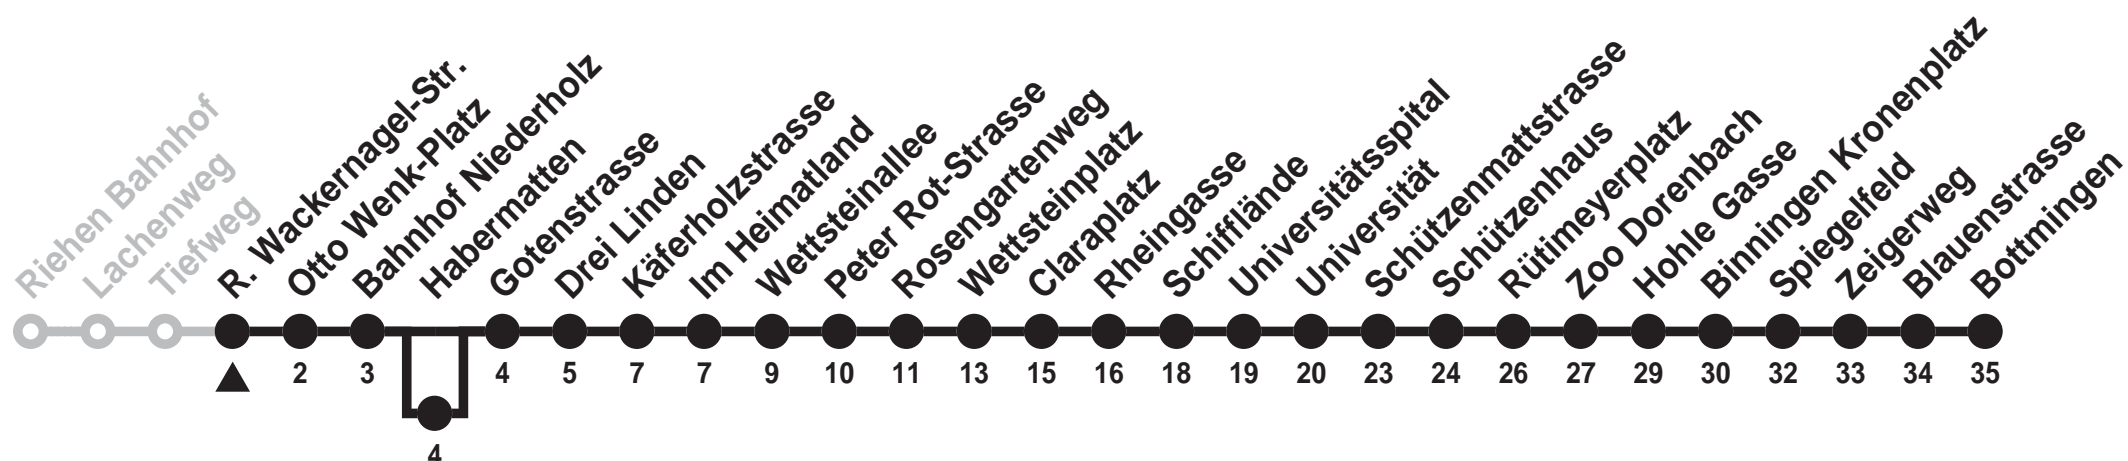 Riehen Bahnhof
Lachenweg
Tiefweg
R. Wackernagel-Str.
Otto Wenk-Platz
Bahnhof Niederholz
Habermatten
Gotenstrasse
Drei Linden
Käferholzstrasse
Im Heimatland
Wettsteinallee
Peter Rot-Strasse
Rosengartenweg
Wettsteinplatz
Claraplatz
Rheingasse
Schifflände
Universitätsspital
Universität
Schützenmattstrasse
Schützenhaus
Rütimeyerplatz
Zoo Dorenbach
Hohle Gasse
Binningen Kronenplatz
Spiegelfeld
Zeigerweg
Blauenstrasse
Bottmingen
2 3 4 5 7 7 9 10 11 13 15 16 18 19 20 23 24 26 27 29 30 32 33 34 35
4